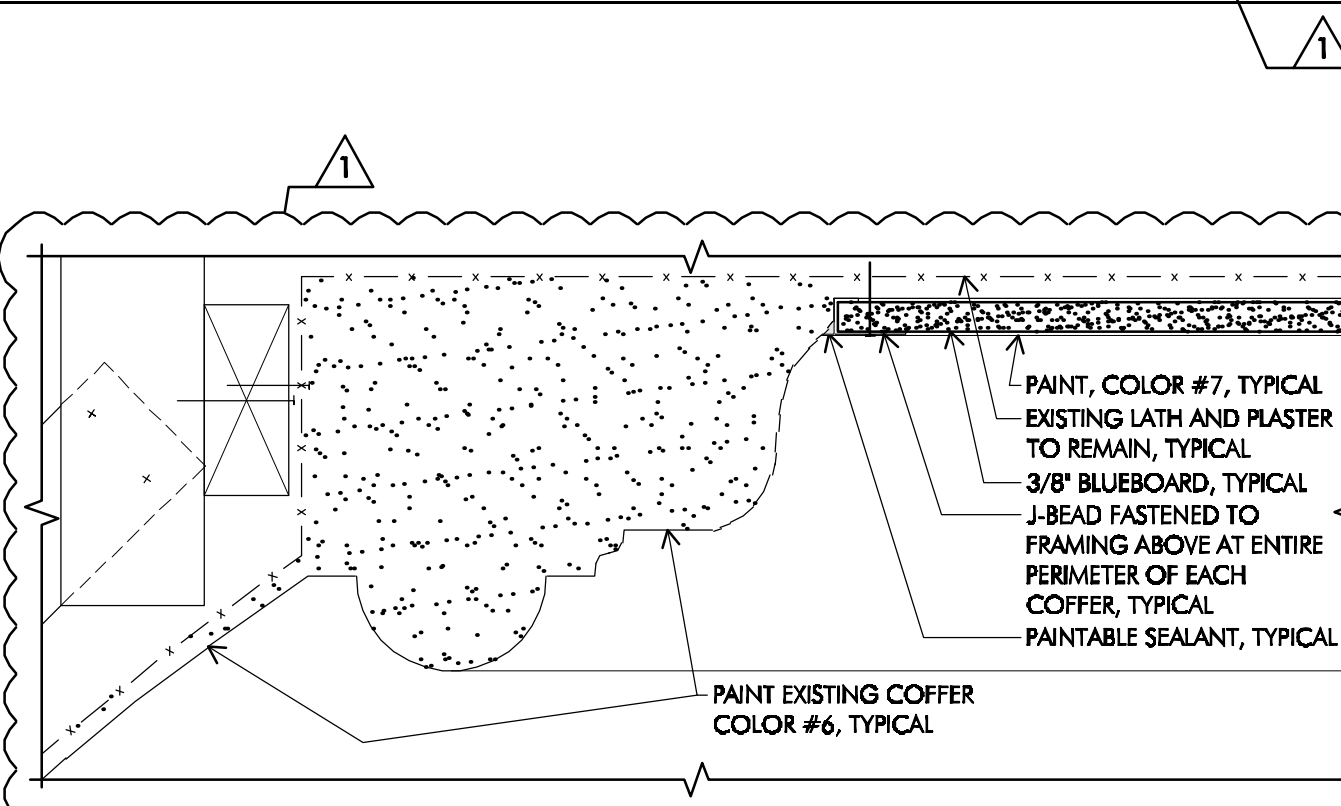 1
1
PAINT, COLOR #7, TYPICAL
EXISTING LATH AND PLASTER
TO REMAIN, TYPICAL
3/8" BLUEBOARD, TYPICAL
J-BEAD FASTENED TO
FRAMING ABOVE AT ENTIRE
PERIMETER OF EACH
COFFER, TYPICAL
PAINTABLE SEALANT, TYPICAL
PAINT EXISTING COFFER
COLOR #6, TYPICAL